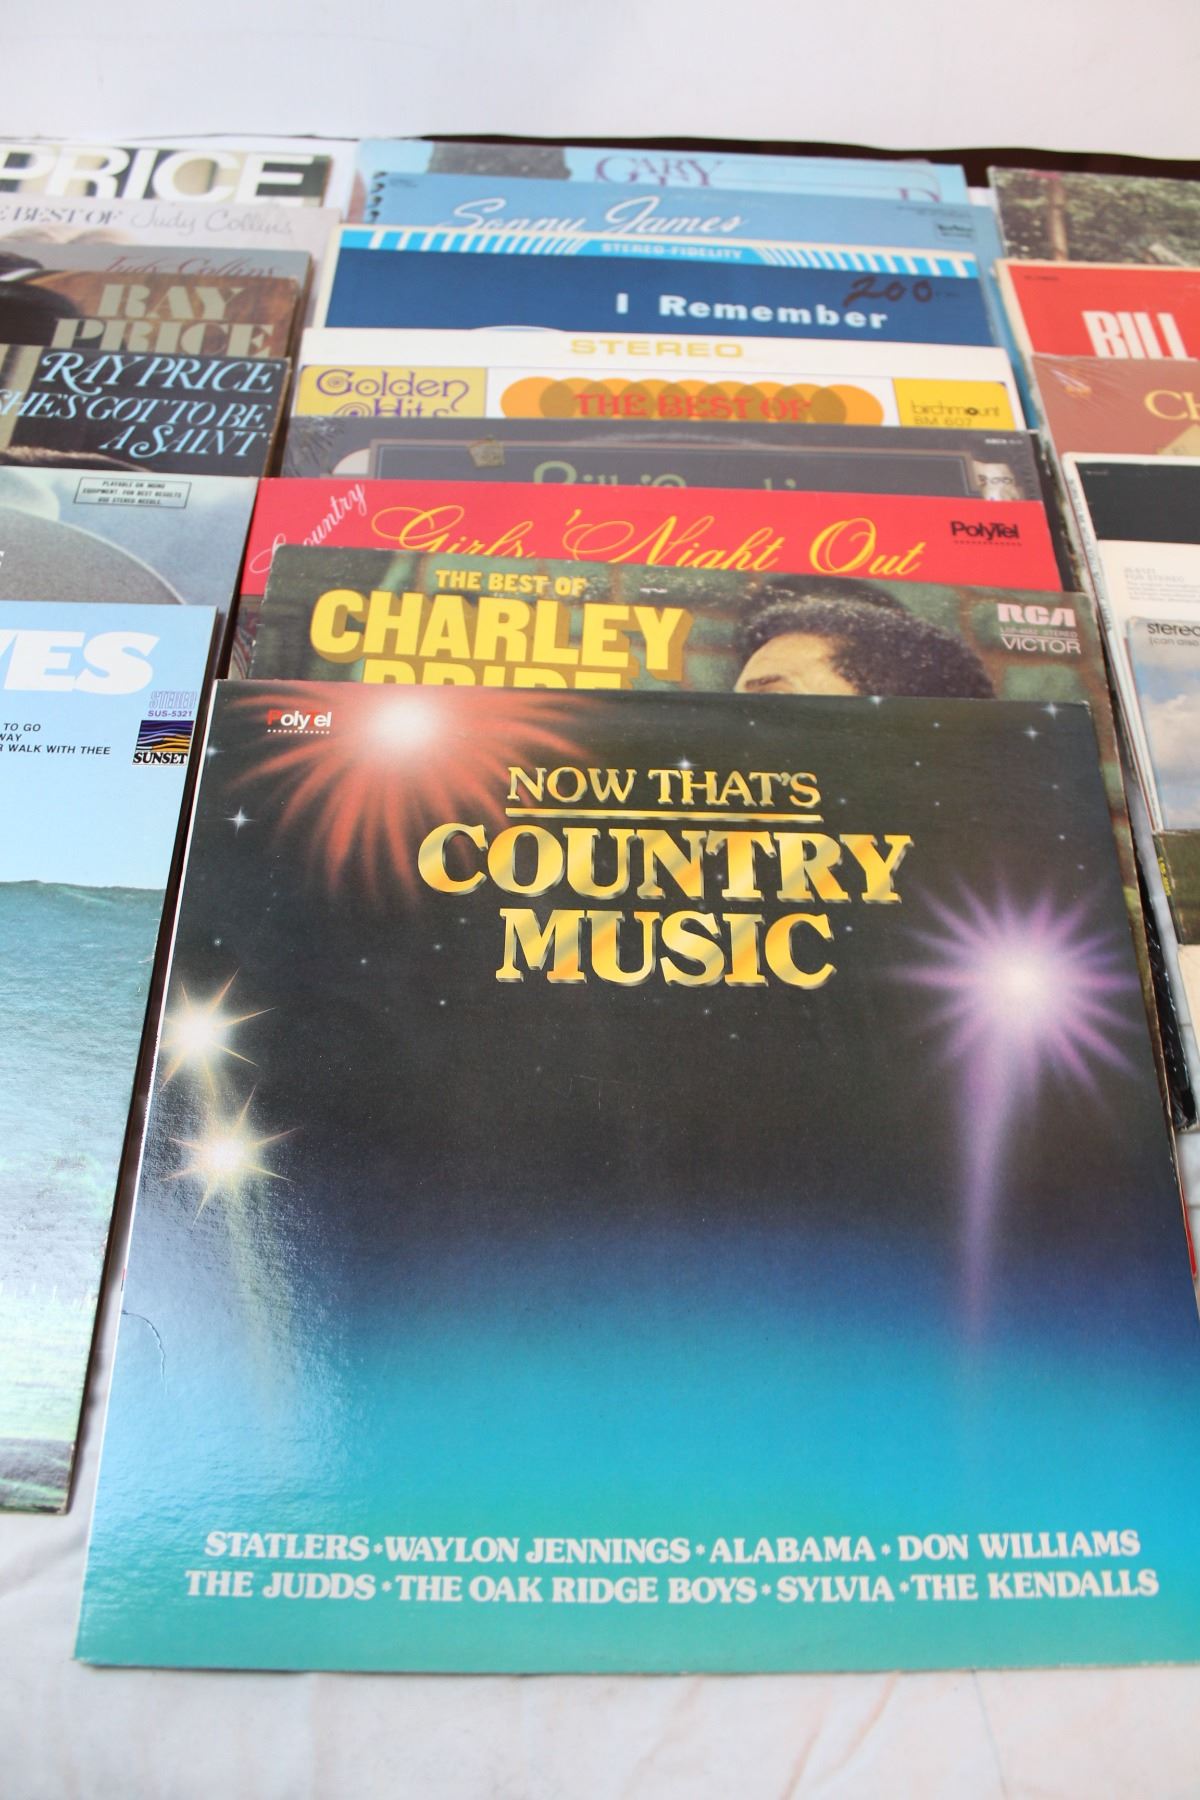 PRICE
BEST OF Judy Collins
Judy Collins
RAY
PRICE
RAY PRICE
SHE'S GOT TO BE
A SAINT
PLAYABLE ON MONO
EQUIPMENT. FOR BEST RESULTS
USE STEREO NEEDLE.
YES
STEREO
SUS-5321
TO GO
WAY
WALK WITH THEE
SUNSET
GARY
Sonny James
STEREO-FIDELITY
200
I Remember
STEREO
Golden
Hits
THE BEST OF
birchmount
BM 607
Country
Girls' Night Out
PolyTel
THE BEST OF
CHARLEY
PRIDE
RCA
VICTOR
PolyTel
NOW THAT'S
COUNTRY
MUSIC
STATLERS * WAYLON JENNINGS * ALABAMA * DON WILLIAMS
THE JUDDS * THE OAK RIDGE BOYS * SYLVIA * THE KENDALLS
BILL
stereo